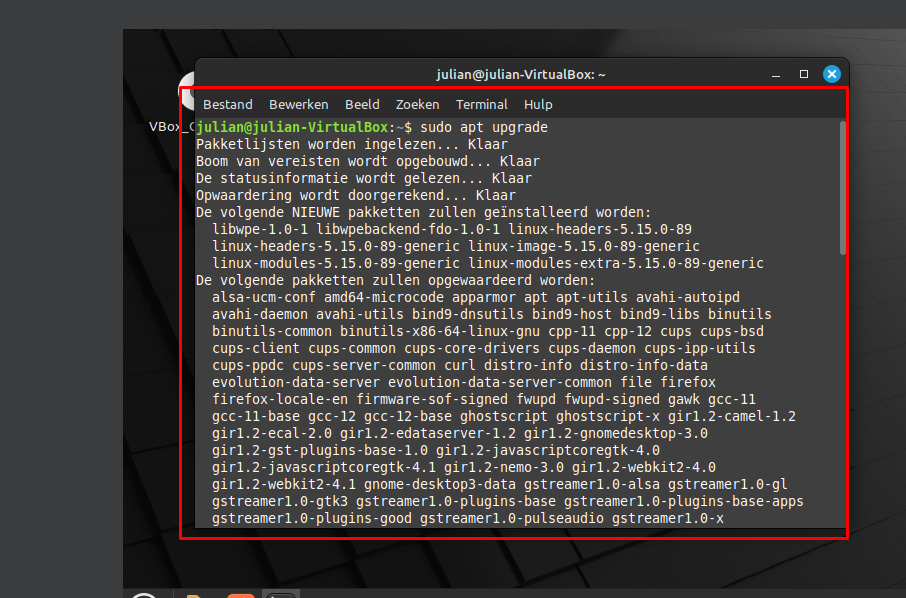 julian@julian-VirtualBox: ~
Bestand Bewerken Beeld Zoeken Terminal Hulp
julian@julian-VirtualBox:~$ sudo apt upgrade
Pakketlijsten worden ingelezen... Klaar
Boom van vereisten wordt opgebouwd... Klaar
De statusinformatie wordt gelezen... Klaar
Opwaardering wordt doorgerekend... Klaar
De volgende NIEUWE pakketten zullen geïnstalleerd worden:
libwpe-1.0-1 libwpebackend-fdo-1.0-1 linux-headers-5.15.0-89
linux-headers-5.15.0-89-generic linux-image-5.15.0-89-generic
linux-modules-5.15.0-89-generic linux-modules-extra-5.15.0-89-generic
De volgende pakketten zullen opgewaardeerd worden:
alsa-ucm-conf amd64-microcode apparmor apt apt-utils avahi-autoipd
avahi-daemon avahi-utils bind9-dnsutils bind9-host bind9-libs binutils
binutils-common binutils-x86-64-linux-gnu cpp-11 cpp-12 cups cups-bsd
cups-client cups-common cups-core-drivers cups-daemon cups-ipp-utils
cups-ppdc cups-server-common curl distro-info distro-info-data
evolution-data-server evolution-data-server-common file firefox
firefox-locale-en firmware-sof-signed fwupd fwupd-signed gawk gcc-11
gcc-11-base gcc-12 gcc-12-base ghostscript ghostscript-x gir1.2-camel-1.2
gir1.2-ecal-2.0 gir1.2-edataserver-1.2 gir1.2-gnomedesktop-3.0
gir1.2-gst-plugins-base-1.0 gir1.2-javascriptcoregtk-4.0
gir1.2-javascriptcoregtk-4.1 gir1.2-nemo-3.0 gir1.2-webkit2-4.0
gir1.2-webkit2-4.1 gnome-desktop3-data gstreamer1.0-alsa gstreamer1.0-gl
gstreamer1.0-gtk3 gstreamer1.0-plugins-base gstreamer1.0-plugins-base-apps
gstreamer1.0-plugins-good gstreamer1.0-pulseaudio gstreamer1.0-x